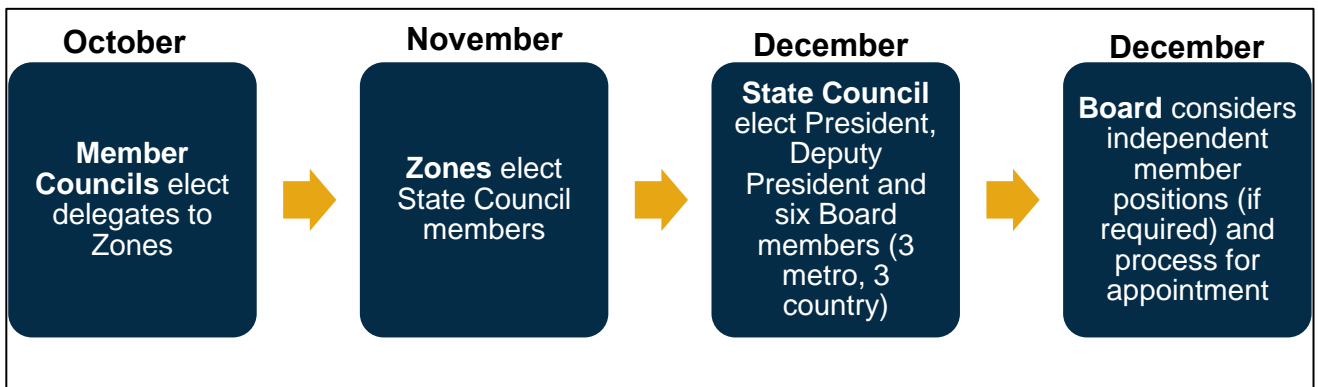 October
Member
Councils elect
delegates to
Zones
November
Zones elect
State Council
members
December
State Council
elect President,
Deputy
President and
six Board
members (3
metro, 3
country)
December
Board considers
independent
member
positions (if
required) and
process for
appointment